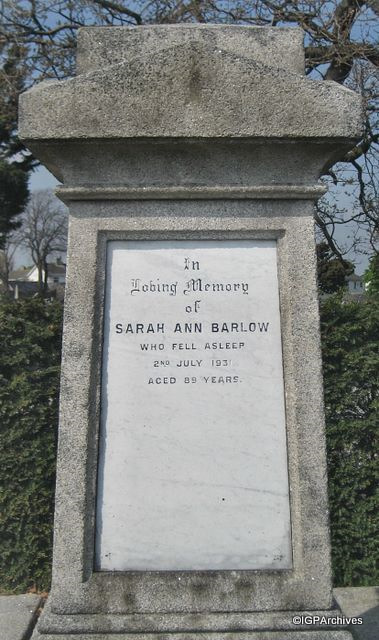 In
Loving Memory
of
SARAH ANN BARLOW
WHO FELL ASLEEP
2ND JULY 1931
AGED 89 YEARS.
©IGPArchives